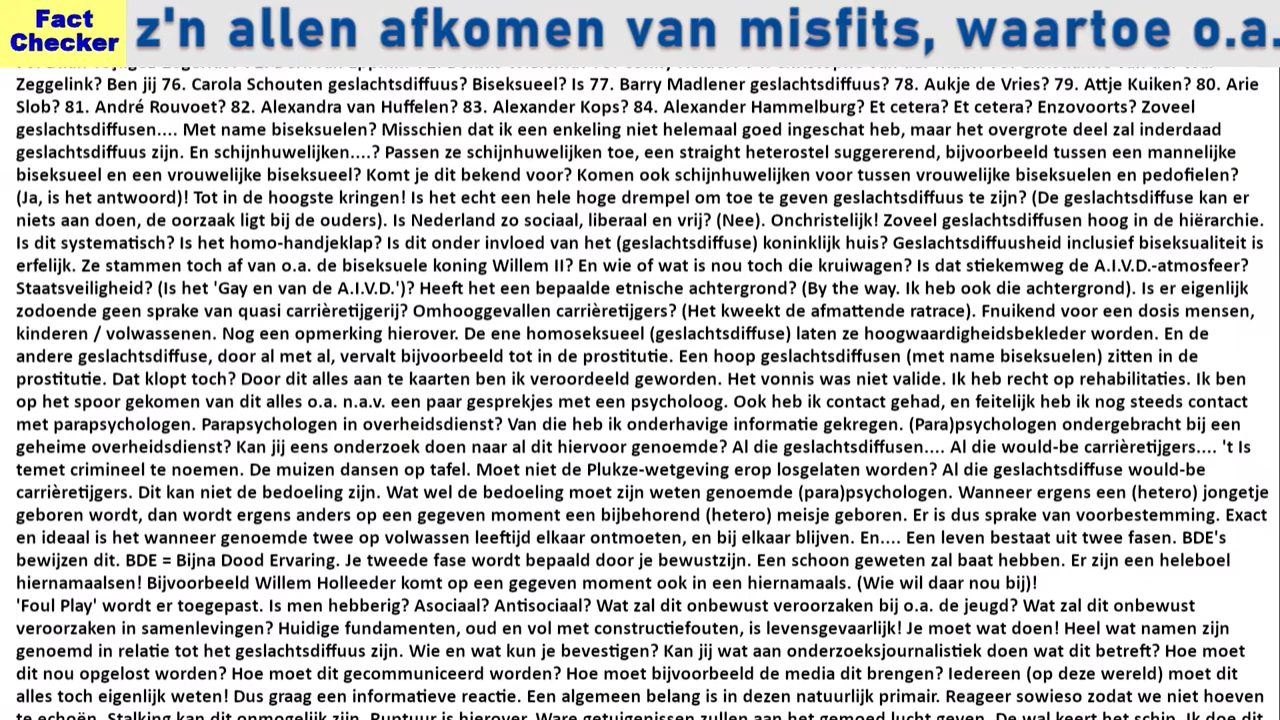 Fact
Checker
z'n allen afkomen van misfits, waartoe o.a.
Zeggelink? Ben jij 76. Carola Schouten geslachtsdiffuus? Biseksueel? Is 77. Barry Madlener geslachtsdiffuus? 78. Aukje de Vries? 79. Attje Kuiken? 80. Arie
Slob? 81. André Rouvoet? 82. Alexandra van Huffelen? 83. Alexander Kops? 84. Alexander Hammelburg? Et cetera? Et cetera? Enzovoorts? Zoveel
geslachtsdiffusen.... Met name biseksuelen? Misschien dat ik een enkeling niet helemaal goed ingeschat heb, maar het overgrote deel zal inderdaad
geslachtsdiffuus zijn. En schijnhuwelijken....? Passen ze schijnhuwelijken toe, een straight heterostel suggererend, bijvoorbeeld tussen een mannelijke
biseksueel en een vrouwelijke biseksueel? Komt je dit bekend voor? Komen ook schijnhuwelijken voor tussen vrouwelijke biseksuelen en pedofielen?
(Ja, is het antwoord)! Tot in de hoogste kringen! Is het echt een hele hoge drempel om toe te geven geslachtsdiffuus te zijn? (De geslachtsdiffuse kan er
niets aan doen, de oorzaak ligt bij de ouders). Is Nederland zo sociaal, liberaal en vrij? (Nee). Onchristelijk! Zoveel geslachtsdiffusen hoog in de hiërarchie.
Is dit systematisch? Is het homo-handjeklap? Is dit onder invloed van het (geslachtsdiffuse) koninklijk huis? Geslachtsdiffuusheid inclusief biseksualiteit is
erfelijk. Ze stammen toch af van o.a. de biseksuele koning Willem II? En wie of wat is nou toch die kruiwagen? Is dat stiekemweg de A.I.V.D.-atmosfeer?
Staatsveiligheid? (Is het 'Gay en van de A.I.V.D.')? Heeft het een bepaalde etnische achtergrond? (By the way. Ik heb ook die achtergrond). Is er eigenlijk
zodoende geen sprake van quasi carrièretijgerij? Omhooggevallen carrièretijgers? (Het kweekt de afmattende ratrace). Fnuikend voor een dosis mensen,
kinderen / volwassenen. Nog een opmerking hierover. De ene homoseksueel (geslachtsdiffuse) laten ze hoogwaardigheidsbekleder worden. En de
andere geslachtsdiffuse, door al met al, vervalt bijvoorbeeld tot in de prostitutie. Een hoop geslachtsdiffusen (met name biseksuelen) zitten in de
prostitutie. Dat klopt toch? Door dit alles aan te kaarten ben ik veroordeeld geworden. Het vonnis was niet valide. Ik heb recht op rehabilitaties. Ik ben
op het spoor gekomen van dit alles o.a. n.a.v. een paar gesprekjes met een psycholoog. Ook heb ik contact gehad, en feitelijk heb ik nog steeds contact
met parapsychologen. Parapsychologen in overheidsdienst? Van die heb ik onderhavige informatie gekregen. (Para)psychologen ondergebracht bij een
geheime overheidsdienst? Kan jij eens onderzoek doen naar al dit hiervoor genoemde? Al die geslachtsdiffusen.... Al die would-be carrièretijgers.... 't Is
temet crimineel te noemen. De muizen dansen op tafel. Moet niet de Plukze-wetgeving erop losgelaten worden? Al die geslachtsdiffuse would-be
carrièretijgers. Dit kan niet de bedoeling zijn. Wat wel de bedoeling moet zijn weten genoemde (para)psychologen. Wanneer ergens een (hetero) jongetje
geboren wordt, dan wordt ergens anders op een gegeven moment een bijbehorend (hetero) meisje geboren. Er is dus sprake van voorbestemming. Exact
en ideaal is het wanneer genoemde twee op volwassen leeftijd elkaar ontmoeten, en bij elkaar blijven. En.... Een leven bestaat uit twee fasen. BDE's
bewijzen dit. BDE = Bijna Dood Ervaring. Je tweede fase wordt bepaald door je bewustzijn. Een schoon geweten zal baat hebben. Er zijn een heleboel
hiernamaalsen! Bijvoorbeeld Willem Holleeder komt op een gegeven moment ook in een hiernamaals. (Wie wil daar nou bij)!
'Foul Play' wordt er toegepast. Is men hebberig? Asociaal? Antisociaal? Wat zal dit onbewust veroorzaken bij o.a. de jeugd? Wat zal dit onbewust
veroorzaken in samenlevingen? Huidige fundamenten, oud en vol met constructiefouten, is levensgevaarlijk! Je moet wat doen! Heel wat namen zijn
genoemd in relatie tot het geslachtsdiffuus zijn. Wie en wat kun je bevestigen? Kan jij wat aan onderzoeksjournalistiek doen wat dit betreft? Hoe moet
dit nou opgelost worden? Hoe moet dit gecommuniceerd worden? Hoe moet bijvoorbeeld de media dit brengen? Iedereen (op deze wereld) moet dit
alles toch eigenlijk weten! Dus graag een informatieve reactie. Een algemeen belang is in dezen natuurlijk primair. Reageer sowieso zodat we niet hoeven
te echoën. Stalking kan dit onmogelijk zijn. Puntuur is hierover. Ware getuigenissen zullen aan het gemoed lucht geven. De wal keert het schip. Ik doe dit